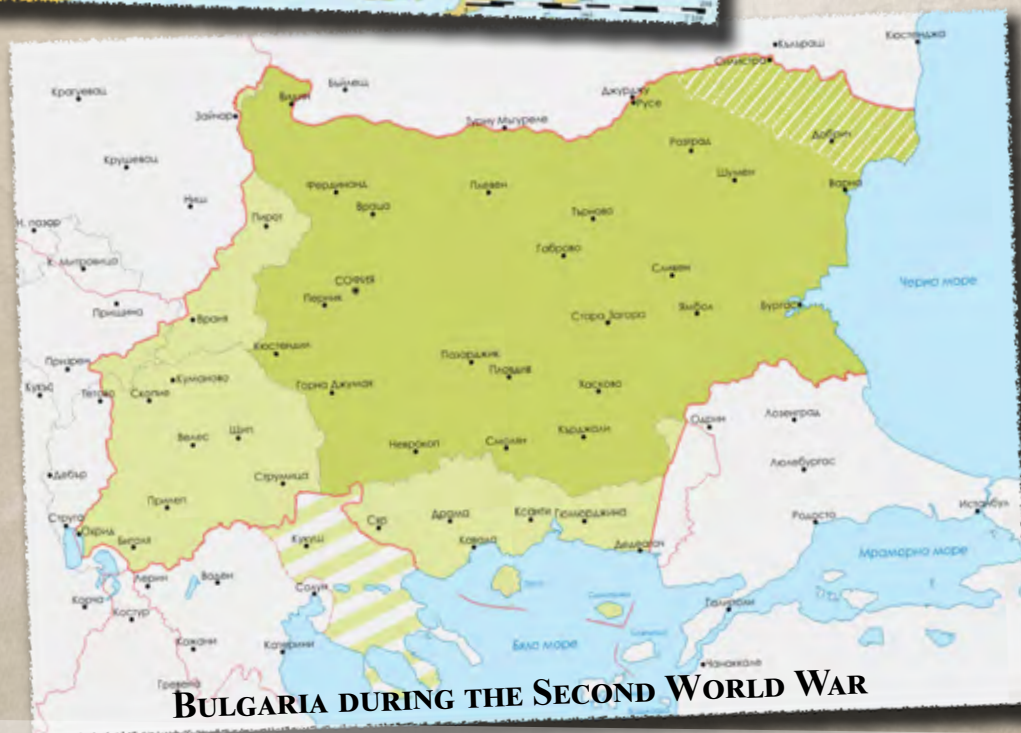 Кюстенджа
Кълъраш
Силистра
Крагуевац
Бъйлещ
Видин
Зайчар
Джурджу
Русе
Турну Мъгуреле
Добрич
Разград
Крушевац
Шумен
Варна
Фердинанд
Плевен
Ниш
Враца
Търново
Пирот
Н. пазар
Габрово
К. Митровица
Сливен
СОФИЯ
Черно море
Перник
Прищина
Враня
Стара Загора
Ямбол
Бургас
Кюстендил
Призрен
Пазарджик
Куманово
Пловдив
Кукъс
Тетово
Скопие
Горна Джумая
Хасково
Одрин
Лозенград
Щип
Велес
Неврокоп
Смолян
Кърджали
Дебър
Струмица
Люлебургас
Прилеп
Струга
Охрид
Сяр
Драма
Ксанти
Гюмюрджина
Истанбул
Родосто
Битоля
Кукуш
Кавала
Дедеагач
Мраморно море
Лерин
Воден
Солун
Корча
Костур
Галиполи
Кожани
Катерини
Бяло море
Чанаккале
Гревена
BULGARIA DURING THE SECOND WORLD WAR